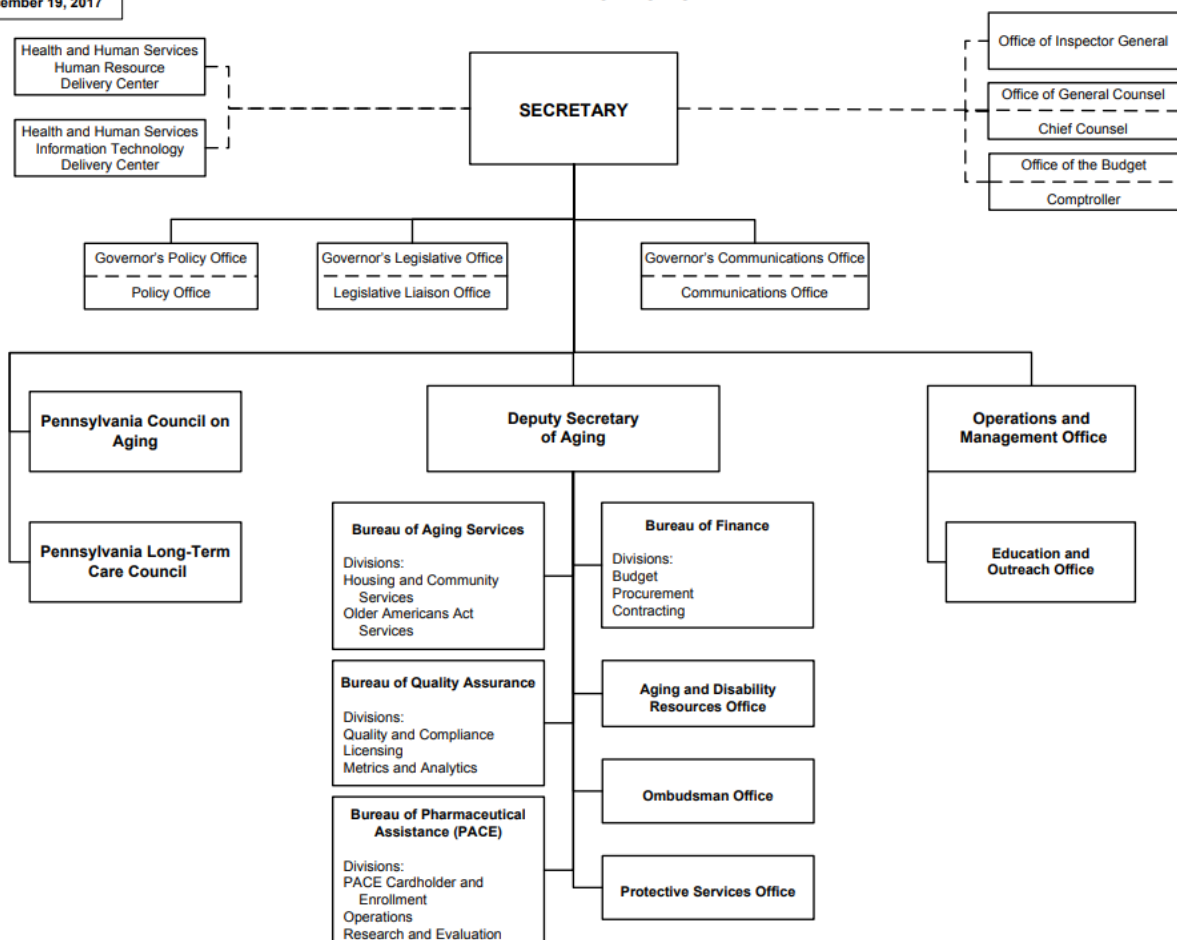 19, 2017
Health and Human Services
Human Resource
Delivery Center
Health and Human Services
Information Technology
Delivery Center
SECRETARY
Office of Inspector General
Office of General Counsel
Chief Counsel
Office of the Budget
Comptroller
Governor's Policy Office
Policy Office
Governor's Legislative Office
Legislative Liaison Office
Governor's Communications Office
Communications Office
Pennsylvania Council on
Aging
Pennsylvania Long-Term
Care Council
Deputy Secretary
of Aging
Operations and
Management Office
Education and
Outreach Office
Bureau of Aging Services
Divisions:
Housing and Community
Services
Older Americans Act
Services
Bureau of Quality Assurance
Divisions:
Quality and Compliance
Licensing
Metrics and Analytics
Bureau of Pharmaceutical
Assistance (PACE)
Divisions:
PACE Cardholder and
Enrollment
Operations
Research and Evaluation
Bureau of Finance
Divisions:
Budget
Procurement
Contracting
Aging and Disability
Resources Office
Ombudsman Office
Protective Services Office